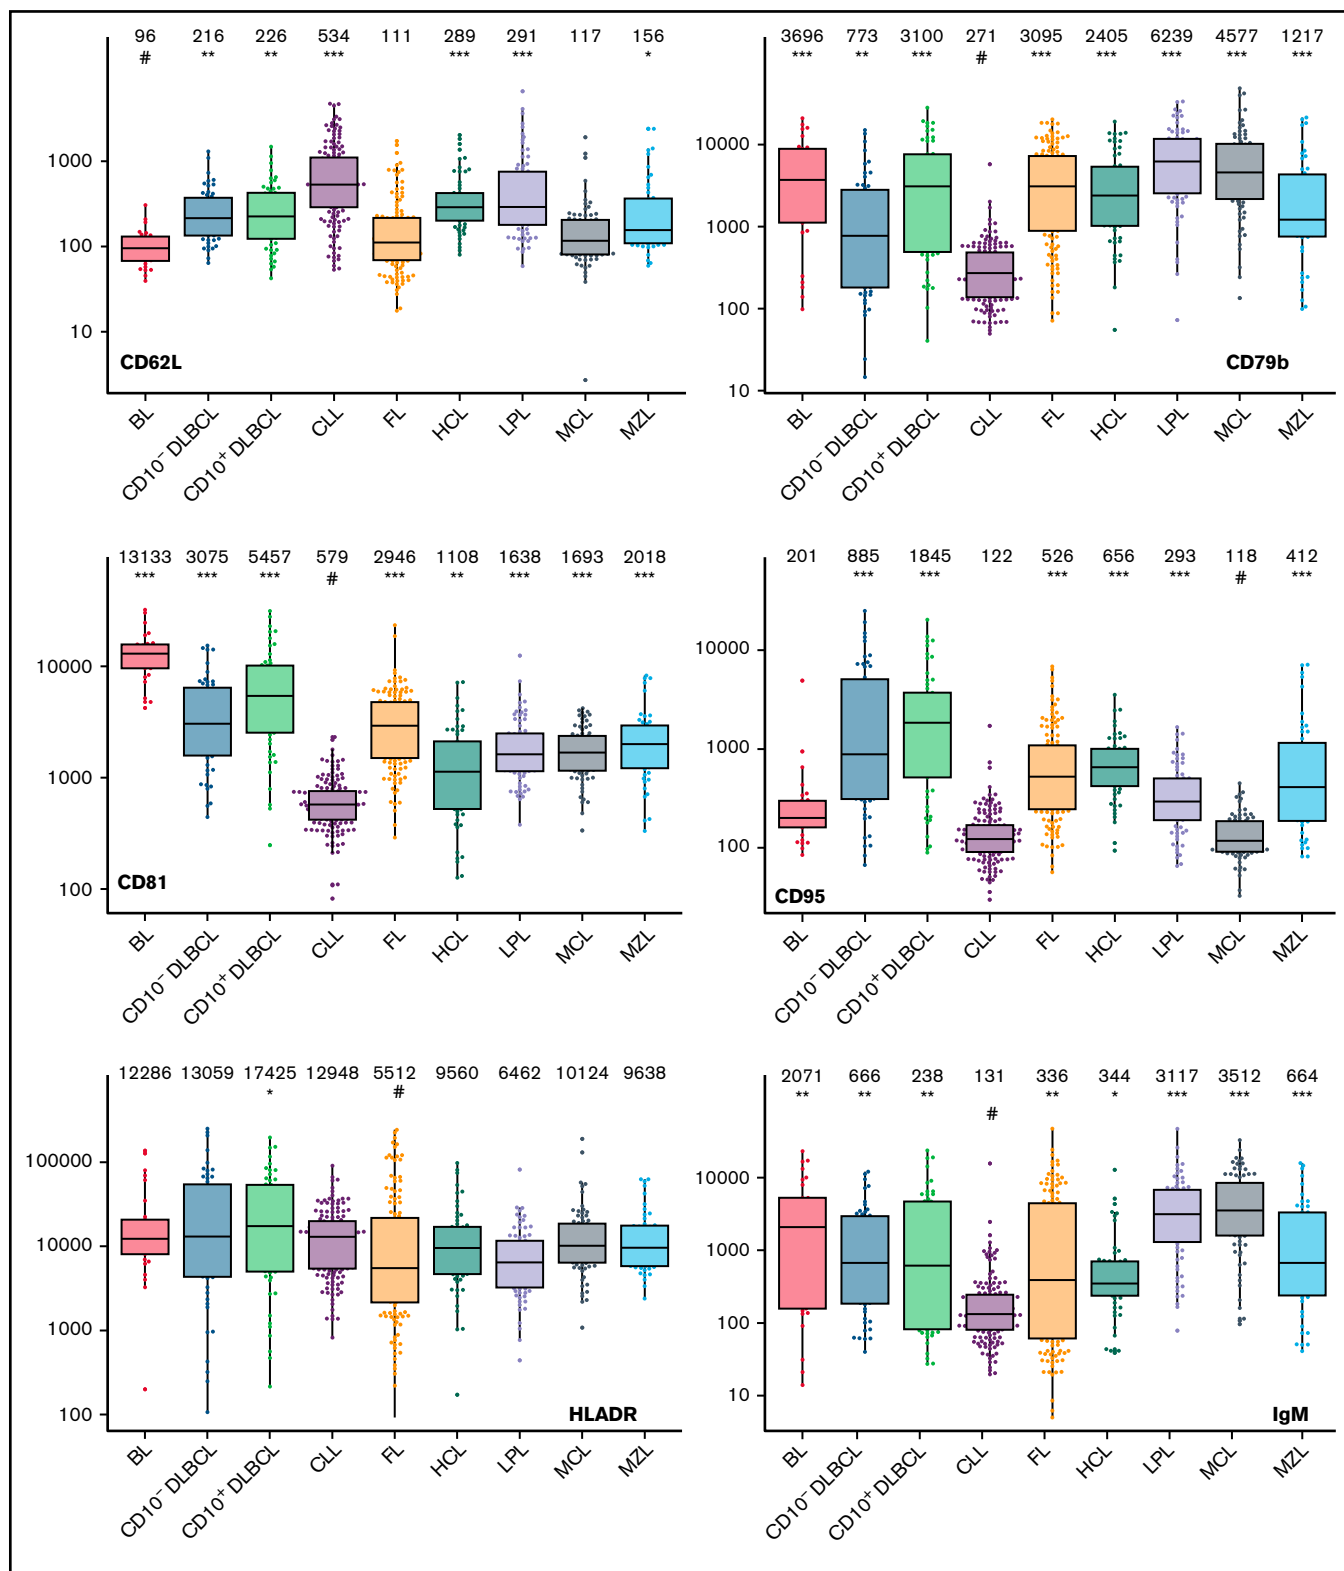 96 216 226 534 111 289 291 117 156
# ** ** *** *** *** *
1000
100
10
CD62L
BL CD10⁻ DLBCL CD10⁺ DLBCL CLL FL HCL LPL MCL MZL
3696 773 3100 271 3095 2405 6239 4577 1217
*** ** *** # *** *** *** *** ***
10000
1000
100
10
CD79b
BL CD10⁻ DLBCL CD10⁺ DLBCL CLL FL HCL LPL MCL MZL
13133 3075 5457 579 2946 1108 1638 1693 2018
*** *** *** # *** ** *** *** ***
10000
1000
100
CD81
BL CD10⁻ DLBCL CD10⁺ DLBCL CLL FL HCL LPL MCL MZL
201 885 1845 122 526 656 293 118 412
*** *** *** *** *** # ***
10000
1000
100
CD95
BL CD10⁻ DLBCL CD10⁺ DLBCL CLL FL HCL LPL MCL MZL
12286 13059 17425 12948 5512 9560 6462 10124 9638
* #
100000
10000
1000
100
HLADR
BL CD10⁻ DLBCL CD10⁺ DLBCL CLL FL HCL LPL MCL MZL
2071 666 238 131 336 344 3117 3512 664
** ** ** # ** * *** *** ***
10000
1000
100
10
IgM
BL CD10⁻ DLBCL CD10⁺ DLBCL CLL FL HCL LPL MCL MZL